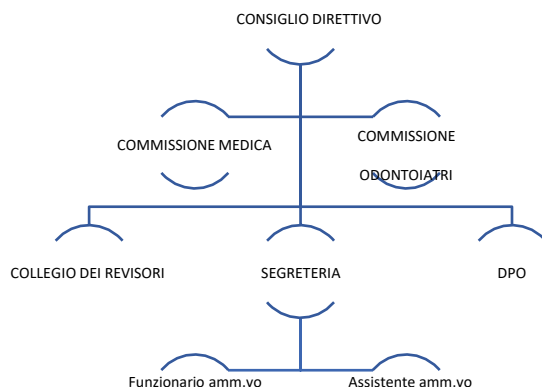 CONSIGLIO DIRETTIVO
COMMISSIONE MEDICA
COMMISSIONE
ODONTOIATRI
COLLEGIO DEI REVISORI
SEGRETERIA
DPO
Funzionario amm.vo
Assistente amm.vo